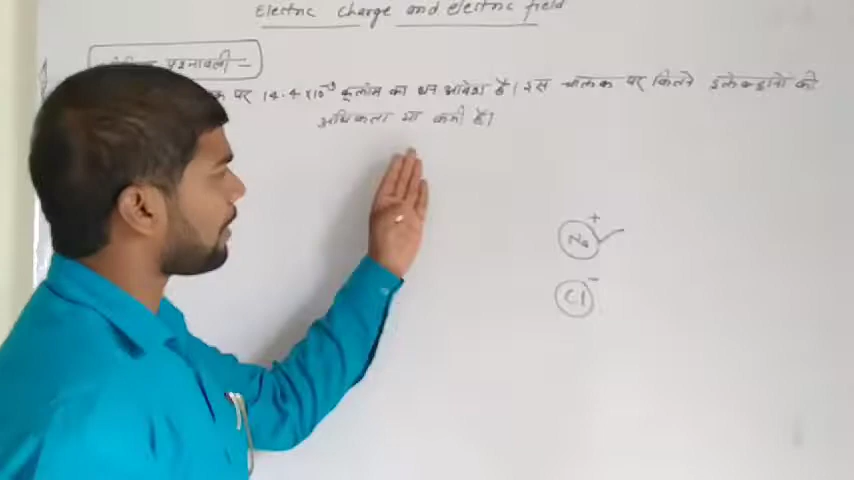 Electric Charge and electric field
प्रश्नावली -
पर 14.4 × 10⁻⁹ कूलॉम का धन आवेश है। इस चालक पर कितने इलेक्ट्रानो की
अधिकता या कमी है।
Na +
Cl -